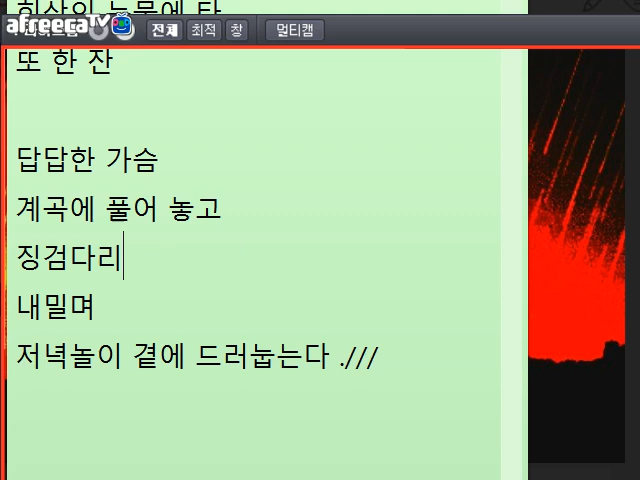 afreecaTV
전체 최적 창 멀티캠
또 한 잔
답답한 가슴
계곡에 풀어 놓고
징검다리
내밀며
저녁놀이 곁에 드러눕는다 .///